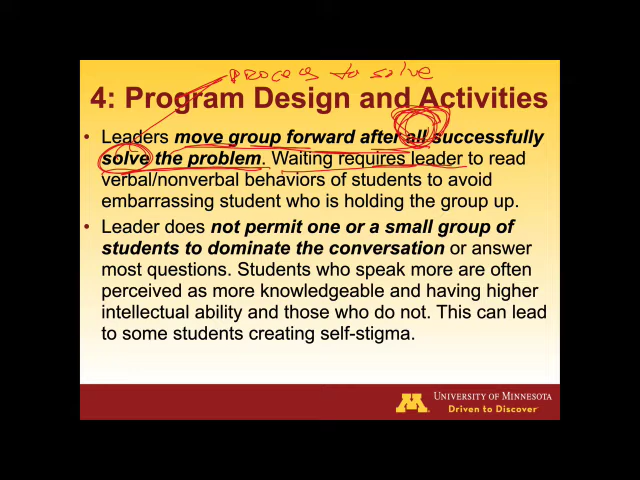 process to solve
4: Program Design and Activities
• Leaders move group forward after all successfully
solve the problem. Waiting requires leader to read
verbal/nonverbal behaviors of students to avoid
embarrassing student who is holding the group up.
• Leader does not permit one or a small group of
students to dominate the conversation or answer
most questions. Students who speak more are often
perceived as more knowledgeable and having higher
intellectual ability and those who do not. This can lead
to some students creating self-stigma.
M UNIVERSITY OF MINNESOTA
Driven to Discover